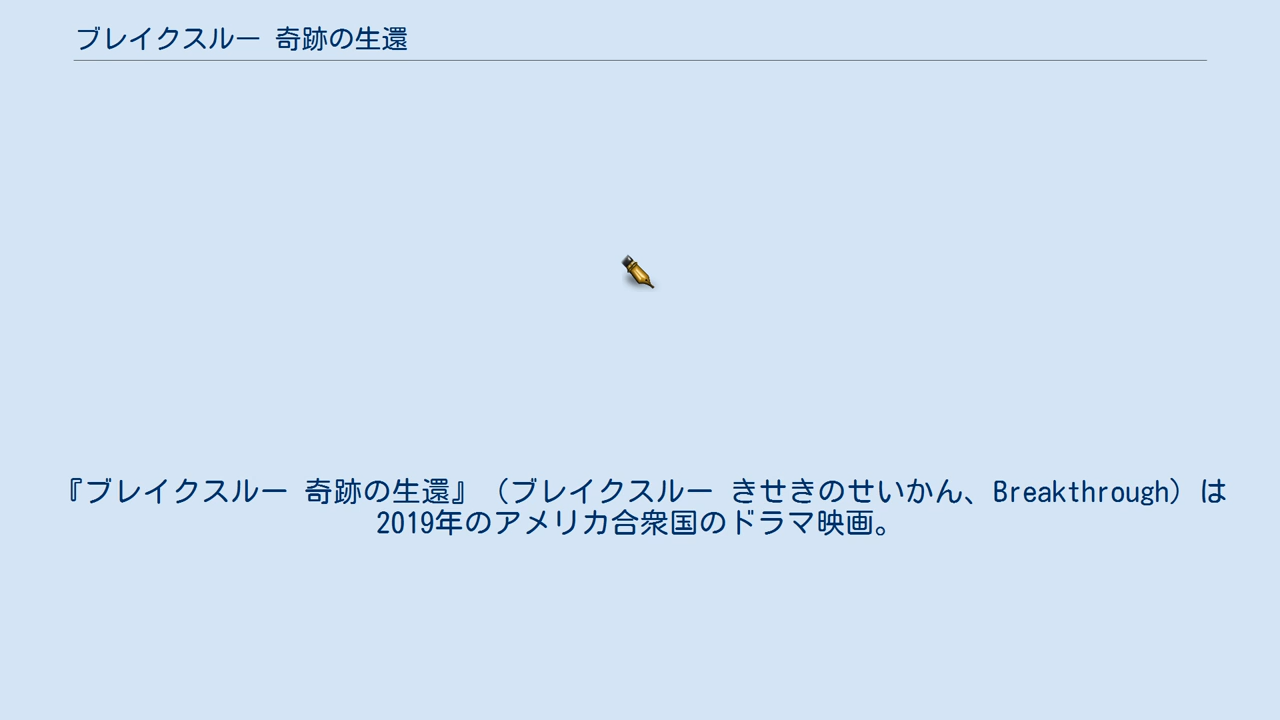 ブレイクスルー 奇跡の生還
『ブレイクスルー 奇跡の生還』（ブレイクスルー きせきのせいかん、Breakthrough）は
2019年のアメリカ合衆国のドラマ映画。